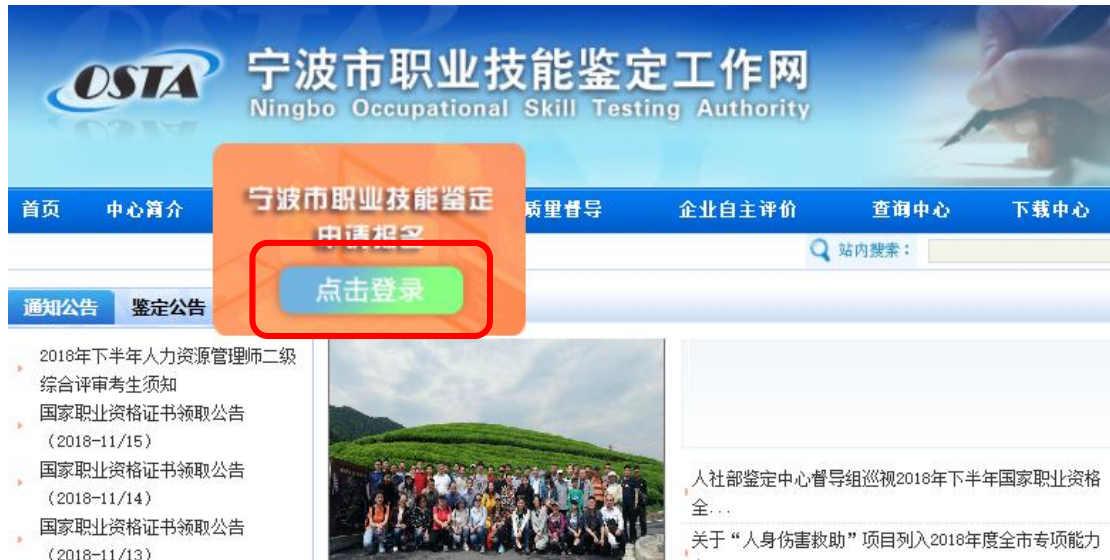 OSTA
宁波市职业技能鉴定工作网
Ningbo Occupational Skill Testing Authority
宁波市职业技能鉴定
申请报名
点击登录
首页 中心简介 质量督导 企业自主评价 查询中心 下载中心
站内搜索：
通知公告 鉴定公告
2018年下半年人力资源管理师二级
综合评审考生须知
国家职业资格证书领取公告
（2018-11/15）
国家职业资格证书领取公告
（2018-11/14）
国家职业资格证书领取公告
（2018-11/13）
人社部鉴定中心督导组巡视2018年下半年国家职业资格
全...
关于“人身伤害救助”项目列入2018年度全市专项能力